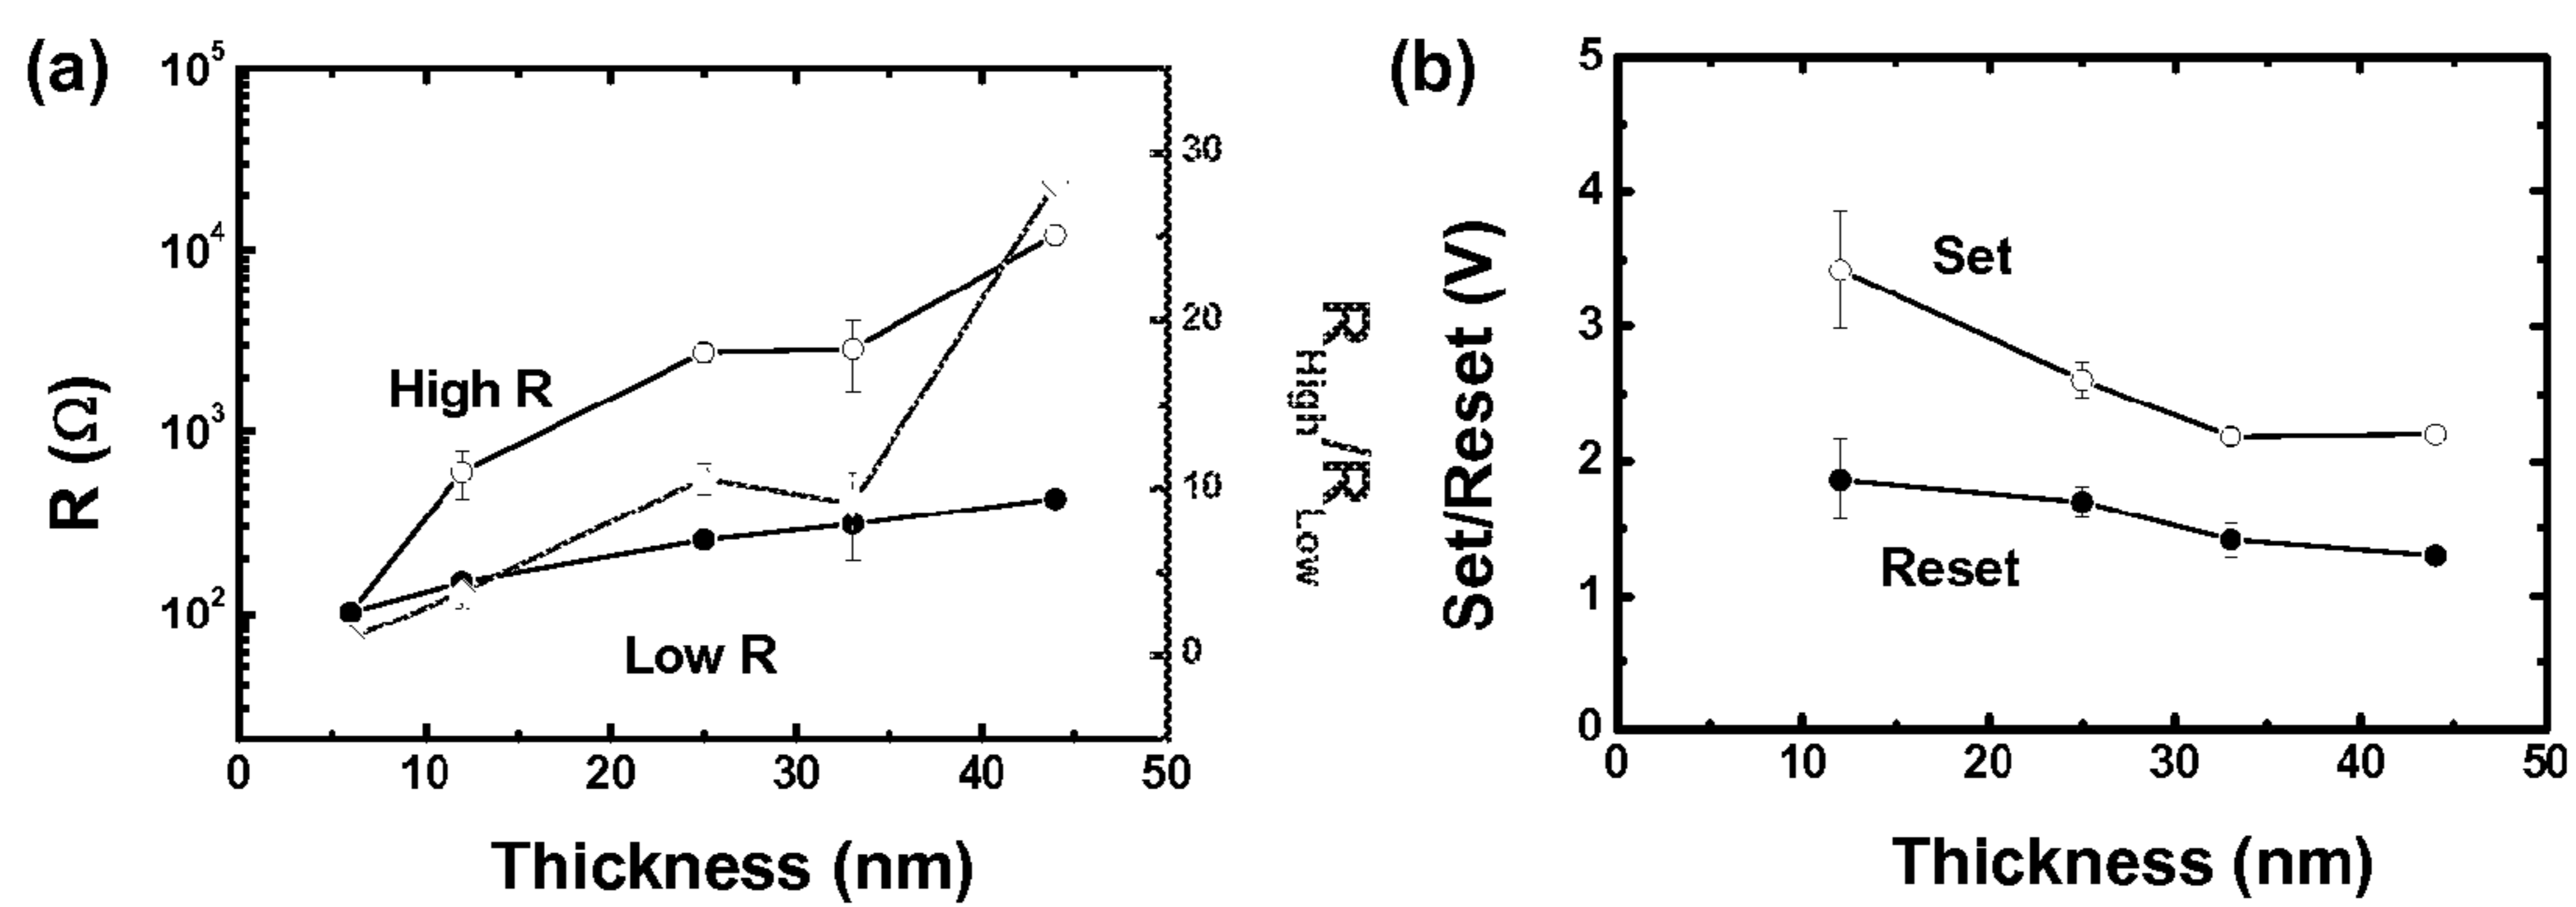 (a)
10^5
10^4
10^3
10^2
R (Ω)
High R
Low R
30
20
10
0
R_High/R_Low
0 10 20 30 40 50
Thickness (nm)
(b)
5
4
3
2
1
0
Set/Reset (V)
Set
Reset
0 10 20 30 40 50
Thickness (nm)